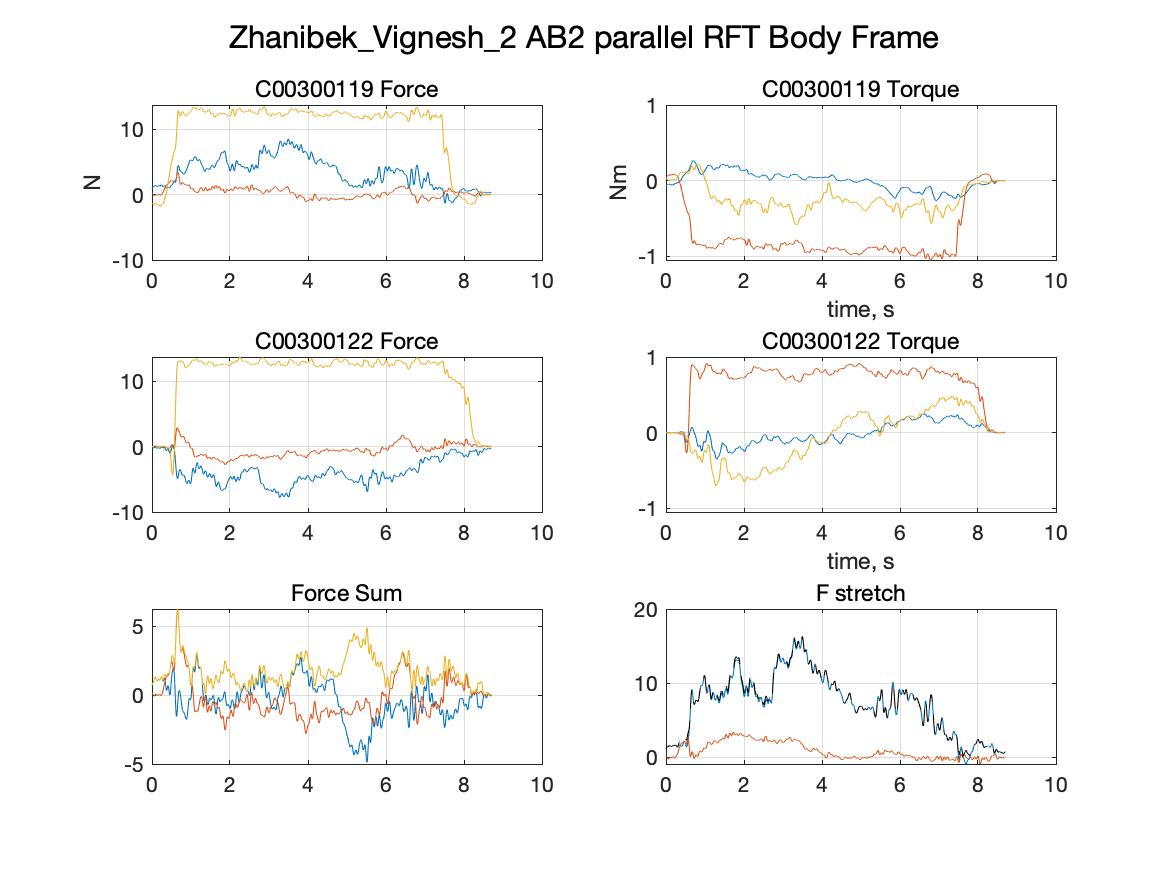 Zhanibek_Vignesh_2 AB2 parallel RFT Body Frame
C00300119 Force
10
0
-10
N
0 2 4 6 8 10
C00300119 Torque
1
0
-1
Nm
0 2 4 6 8 10
time, s
C00300122 Force
10
0
-10
0 2 4 6 8 10
C00300122 Torque
1
0
-1
0 2 4 6 8 10
time, s
Force Sum
5
0
-5
0 2 4 6 8 10
F stretch
20
10
0
0 2 4 6 8 10